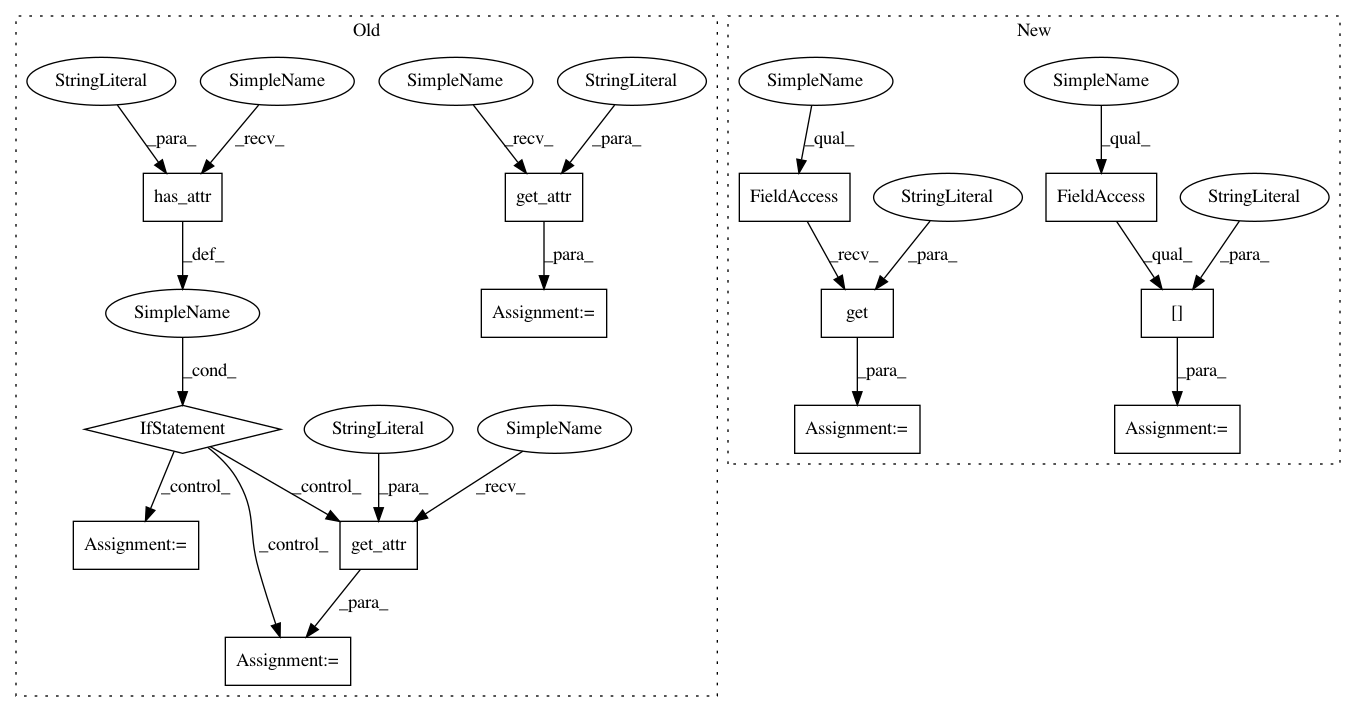 Old
New
StringLiteral
SimpleName
SimpleName
StringLiteral
SimpleName
SimpleName
_para_
_recv_
_recv_
_para_
_qual_
_qual_
has_attr
get_attr
FieldAccess
StringLiteral
FieldAccess
StringLiteral
_def_
_para_
_recv_
_para_
_qual_
_para_
SimpleName
Assignment:=
get
[]
_cond_
_para_
_para_
IfStatement
StringLiteral
SimpleName
Assignment:=
Assignment:=
_control_
_control_
_para_
_recv_
Assignment:=
_control_
get_attr
_para_
Assignment:=